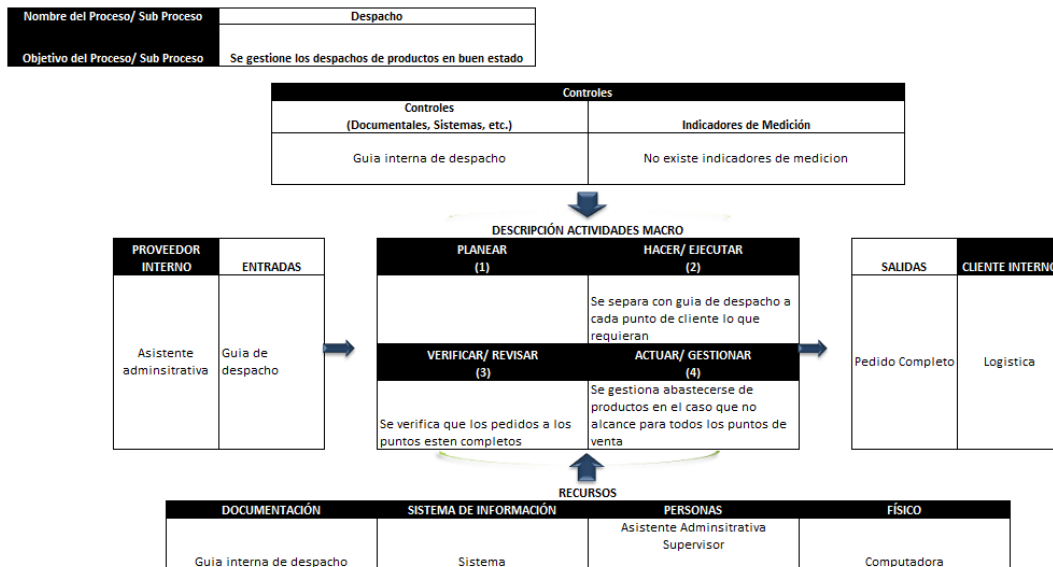 Nombre del Proceso/ Sub Proceso
Despacho
Objetivo del Proceso/ Sub Proceso
Se gestione los despachos de productos en buen estado
Controles
Controles
(Documentales, Sistemas, etc.)
Indicadores de Medición
Guia interna de despacho
No existe indicadores de medicion
DESCRIPCIÓN ACTIVIDADES MACRO
PROVEEDOR
INTERNO
ENTRADAS
Asistente
adminsitrativa
Guia de
despacho
PLANEAR
(1)
HACER/ EJECUTAR
(2)
Se separa con guia de despacho a
cada punto de cliente lo que
requieran
VERIFICAR/ REVISAR
(3)
ACTUAR/ GESTIONAR
(4)
Se verifica que los pedidos a los
puntos esten completos
Se gestiona abastecerse de
productos en el caso que no
alcance para todos los puntos de
venta
SALIDAS
CLIENTE INTERNO
Pedido Completo
Logistica
RECURSOS
DOCUMENTACIÓN
SISTEMA DE INFORMACIÓN
PERSONAS
FÍSICO
Guia interna de despacho
Sistema
Asistente Adminsitrativa
Supervisor
Computadora